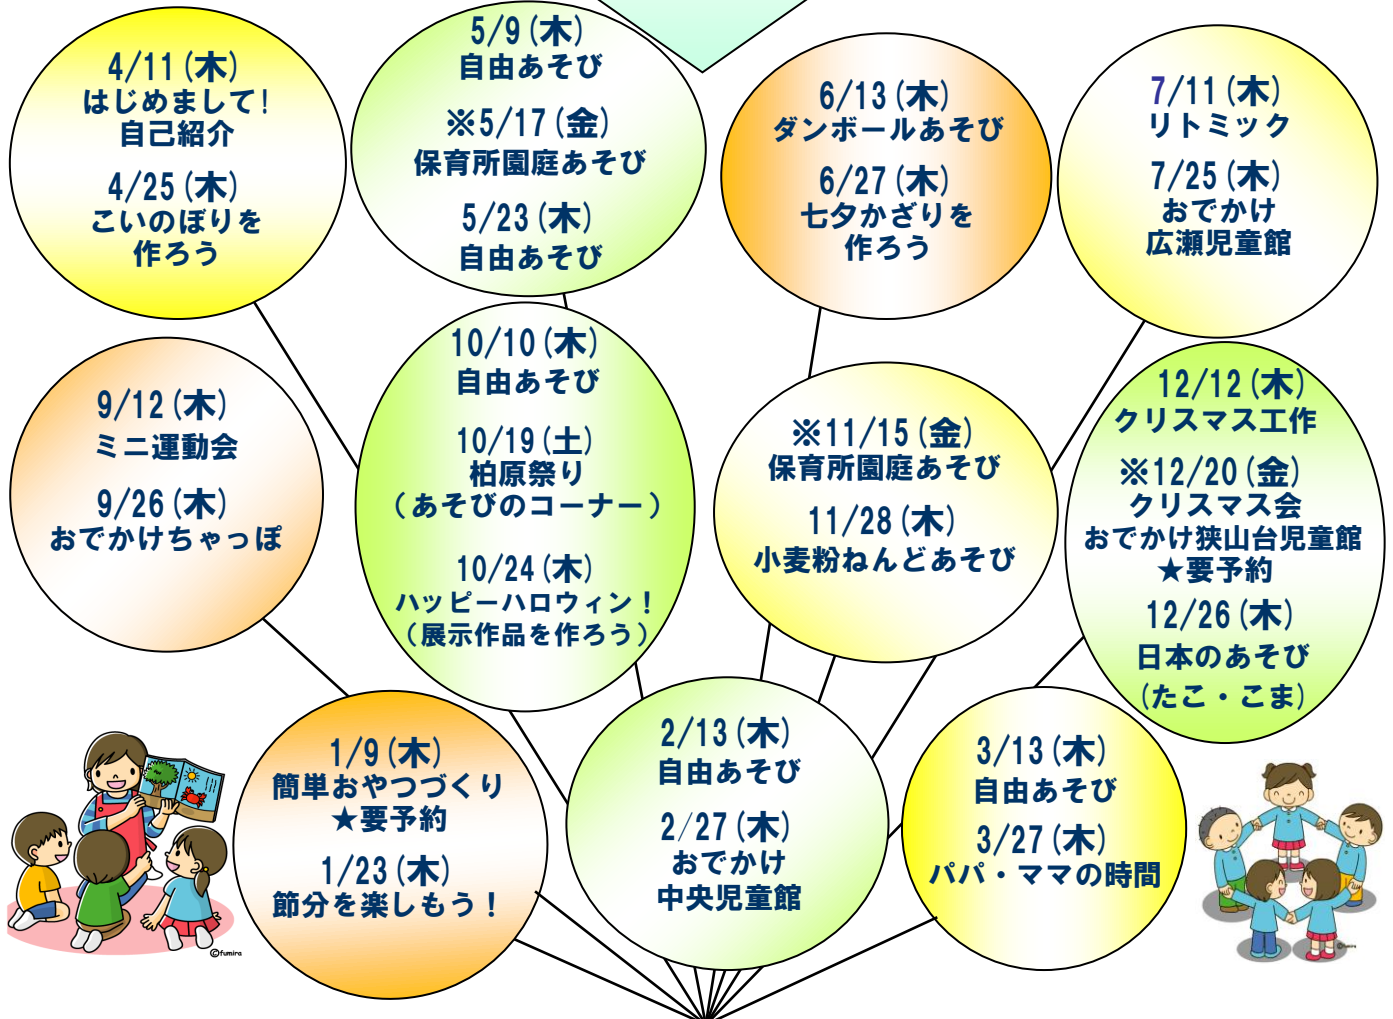 4/11(木)
はじめまして!
自己紹介
4/25(木)
こいのぼりを
作ろう
5/9(木)
自由あそび
※5/17(金)
保育所園庭あそび
5/23(木)
自由あそび
6/13(木)
ダンボールあそび
6/27(木)
七夕かざりを
作ろう
7/11(木)
リトミック
7/25(木)
おでかけ
広瀬児童館
9/12(木)
ミニ運動会
9/26(木)
おでかけちゃっぽ
10/10(木)
自由あそび
10/19(土)
柏原祭り
(あそびのコーナー)
10/24(木)
ハッピーハロウィン!
(展示作品を作ろう)
※11/15(金)
保育所園庭あそび
11/28(木)
小麦粉ねんどあそび
12/12(木)
クリスマス工作
※12/20(金)
クリスマス会
おでかけ狭山台児童館
★要予約
12/26(木)
日本のあそび
(たこ・こま)
1/9(木)
簡単おやつづくり
★要予約
1/23(木)
節分を楽しもう!
2/13(木)
自由あそび
2/27(木)
おでかけ
中央児童館
3/13(木)
自由あそび
3/27(木)
パパ・ママの時間
©fumira